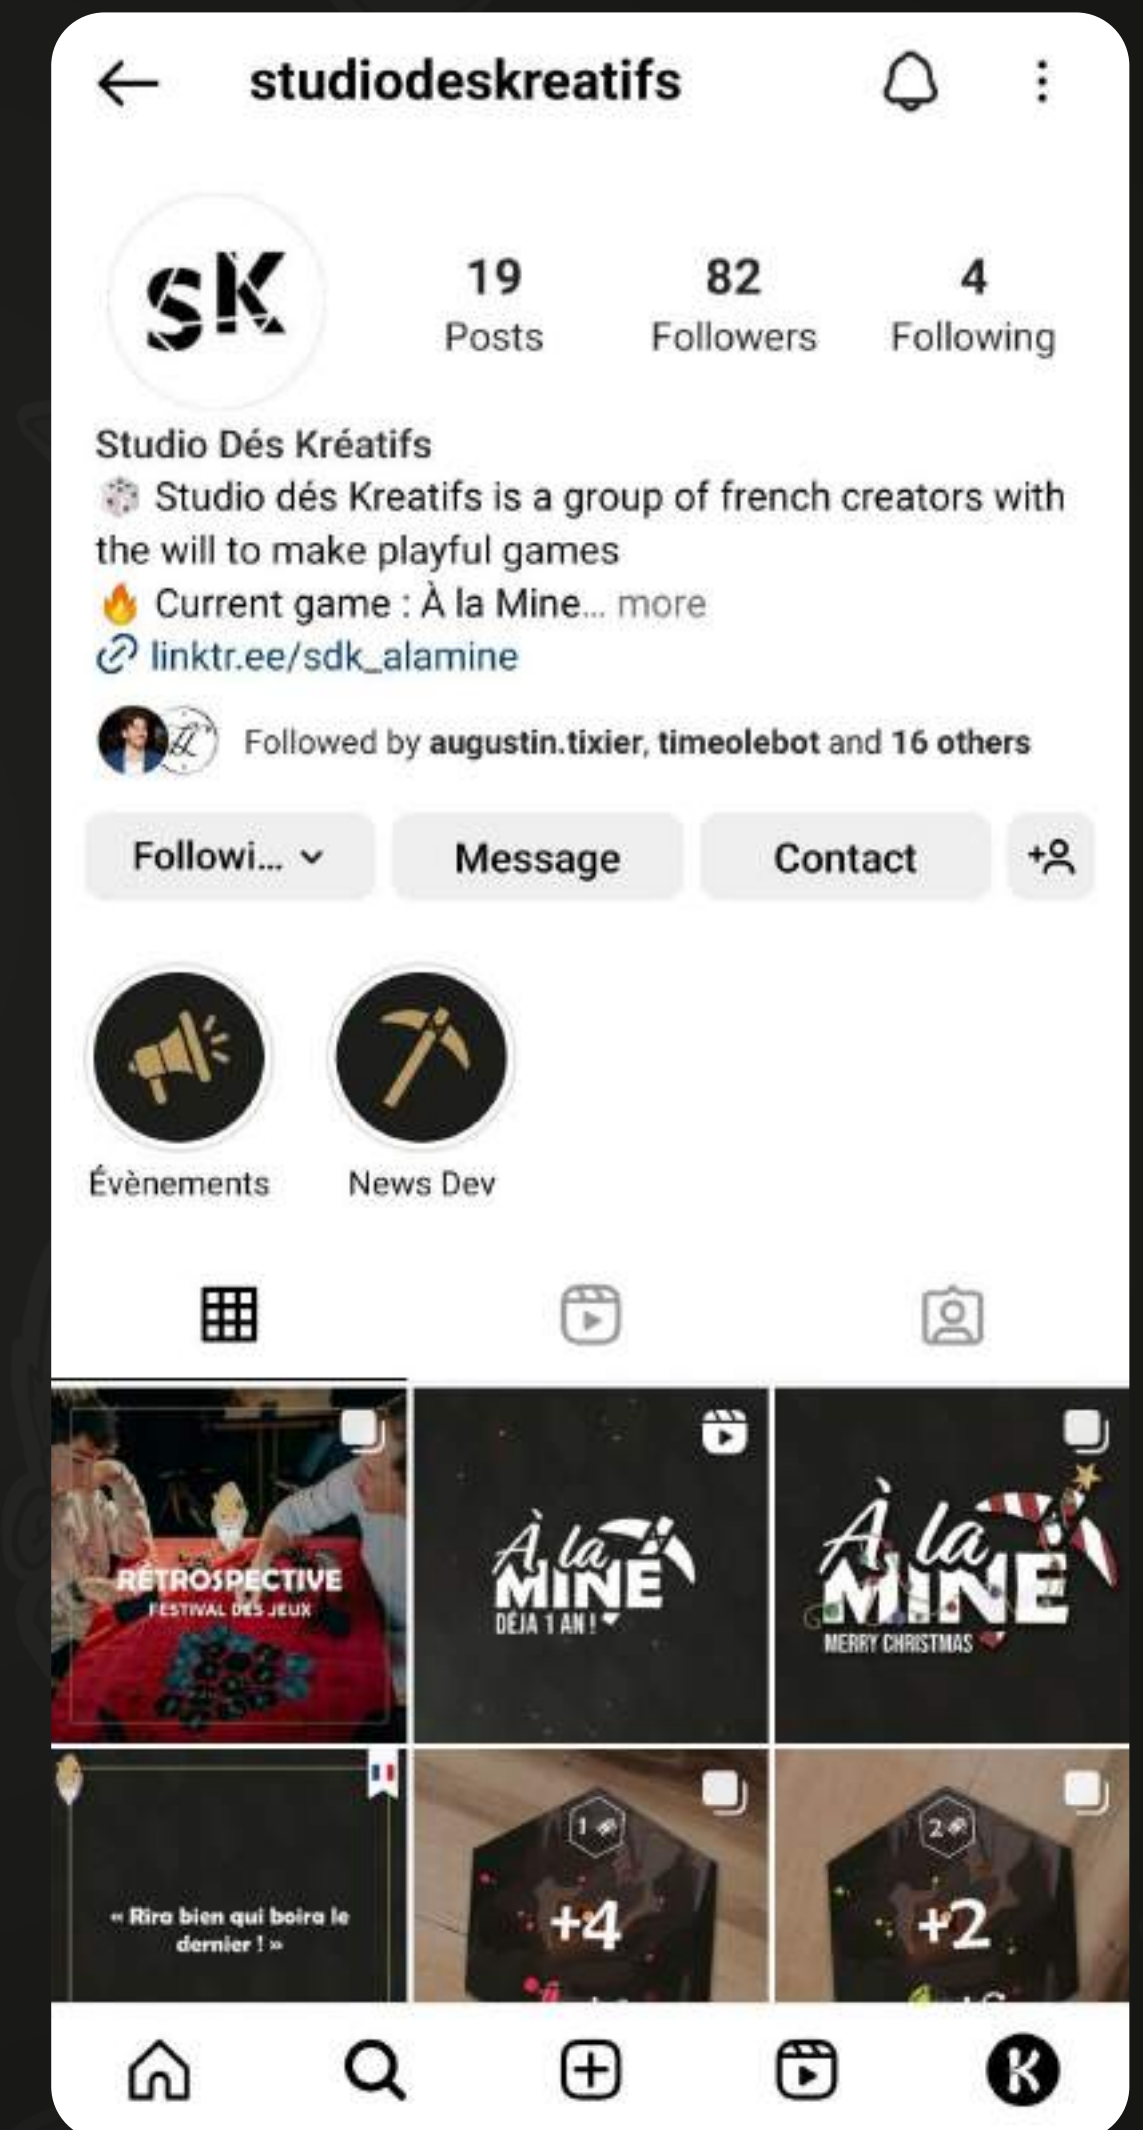 studiodeskreatifs
SK
19
Posts
82
Followers
4
Following
Studio Dés Kréatifs
🎲 Studio dés Kreatifs is a group of french creators with
the will to make playful games
🔥 Current game : À la Mine... more
linktr.ee/sdk_alamine
Followed by augustin.tixier, timeolebot and 16 others
Followi...
Message
Contact
Évènements
News Dev
RÉTROSPECTIVE
FESTIVAL DES JEUX
À la
MINE
DÉJA 1 AN !
À la
MINE
MERRY CHRISTMAS
« Rira bien qui boira le
dernier ! »
1
+4
2
+2
K